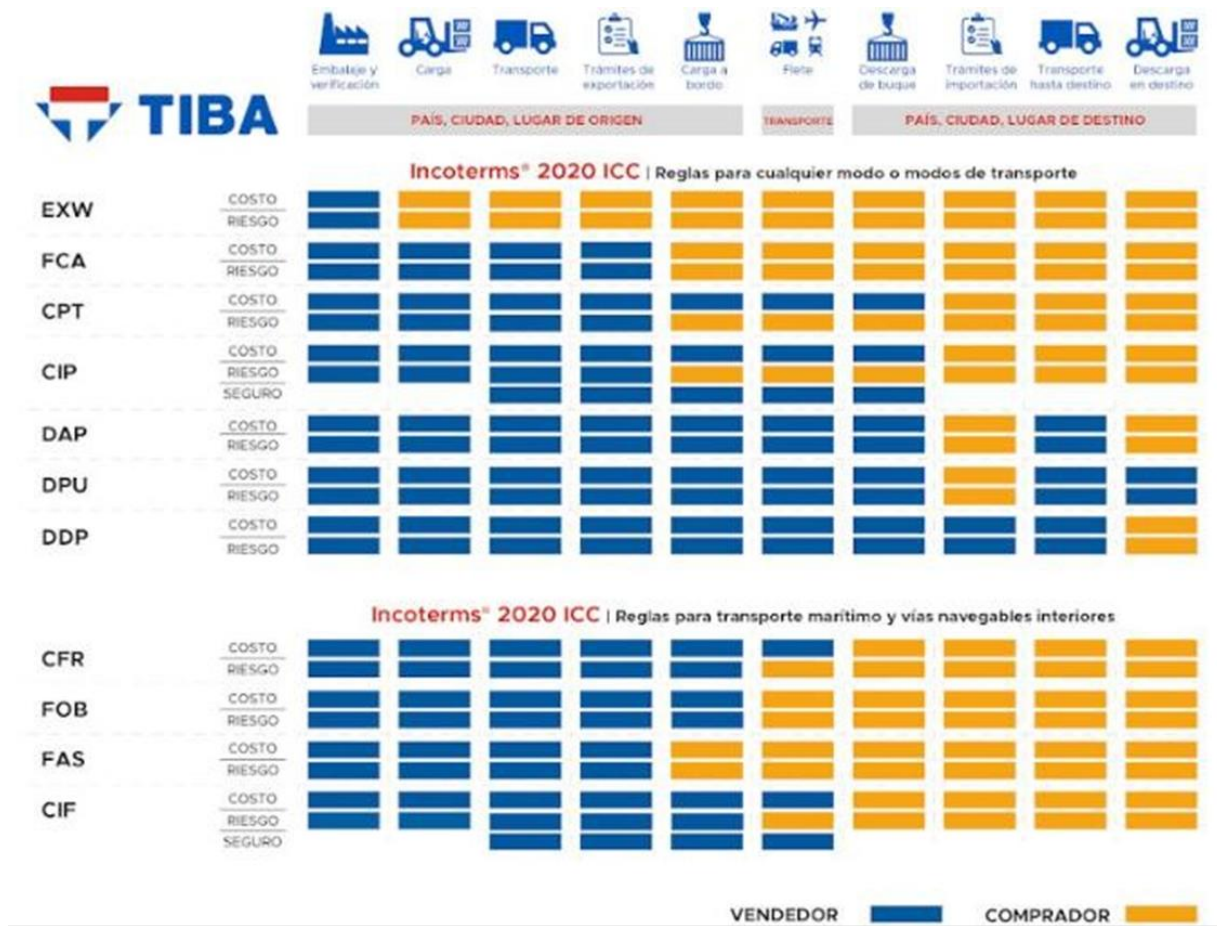 Embalaje y verificación
Carga
Transporte
Trámites de exportación
Carga a bordo
Flete
Descarga de buque
Trámites de importación
Transporte hasta destino
Descarga en destino
TIBA
PAÍS, CIUDAD, LUGAR DE ORIGEN
TRANSPORTE
PAÍS, CIUDAD, LUGAR DE DESTINO
Incoterms® 2020 ICC | Reglas para cualquier modo o modos de transporte
EXW
COSTO
RIESGO
FCA
COSTO
RIESGO
CPT
COSTO
RIESGO
CIP
COSTO
RIESGO
SEGURO
DAP
COSTO
RIESGO
DPU
COSTO
RIESGO
DDP
COSTO
RIESGO
Incoterms® 2020 ICC | Reglas para transporte marítimo y vías navegables interiores
CFR
COSTO
RIESGO
FOB
COSTO
RIESGO
FAS
COSTO
RIESGO
CIF
COSTO
RIESGO
SEGURO
VENDEDOR
COMPRADOR